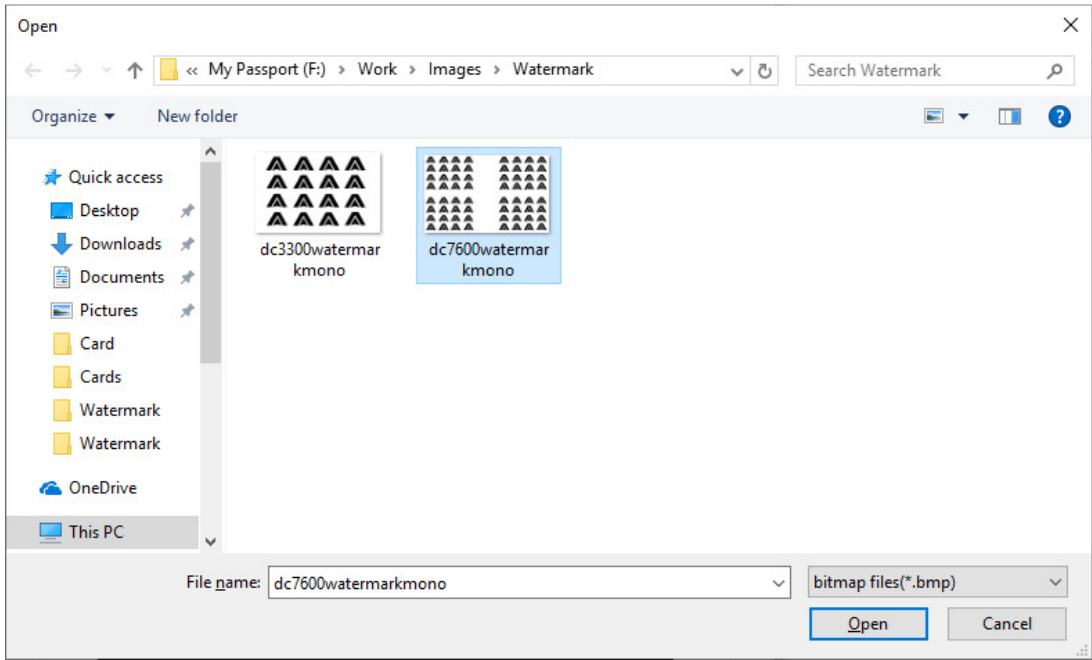 Open
« My Passport (F:) › Work › Images › Watermark
Search Watermark
Organize
New folder
?
Quick access
Desktop
Downloads
Documents
Pictures
Card
Cards
Watermark
Watermark
OneDrive
This PC
dc3300watermar
kmono
dc7600watermar
kmono
File name: dc7600watermarkmono
bitmap files(*.bmp)
Open
Cancel